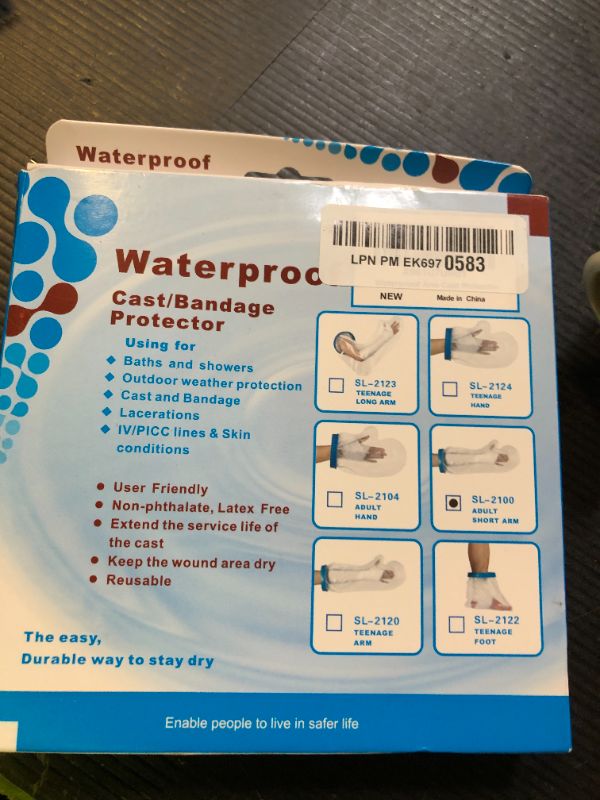 Waterproof
Waterproo
LPN PM EK697 0583
NEW
Made in China
Cast/Bandage
Protector
Using for
❖ Baths and showers
❖ Outdoor weather protection
❖ Cast and Bandage
❖ Lacerations
❖ IV/PICC lines & Skin
conditions
● User Friendly
● Non-phthalate, Latex Free
● Extend the service life of
the cast
● Keep the wound area dry
● Reusable
SL-2123
TEENAGE
LONG ARM
SL-2124
TEENAGE
HAND
SL-2104
ADULT
HAND
SL-2100
ADULT
SHORT ARM
SL-2120
TEENAGE
ARM
SL-2122
TEENAGE
FOOT
The easy,
Durable way to stay dry
Enable people to live in safer life